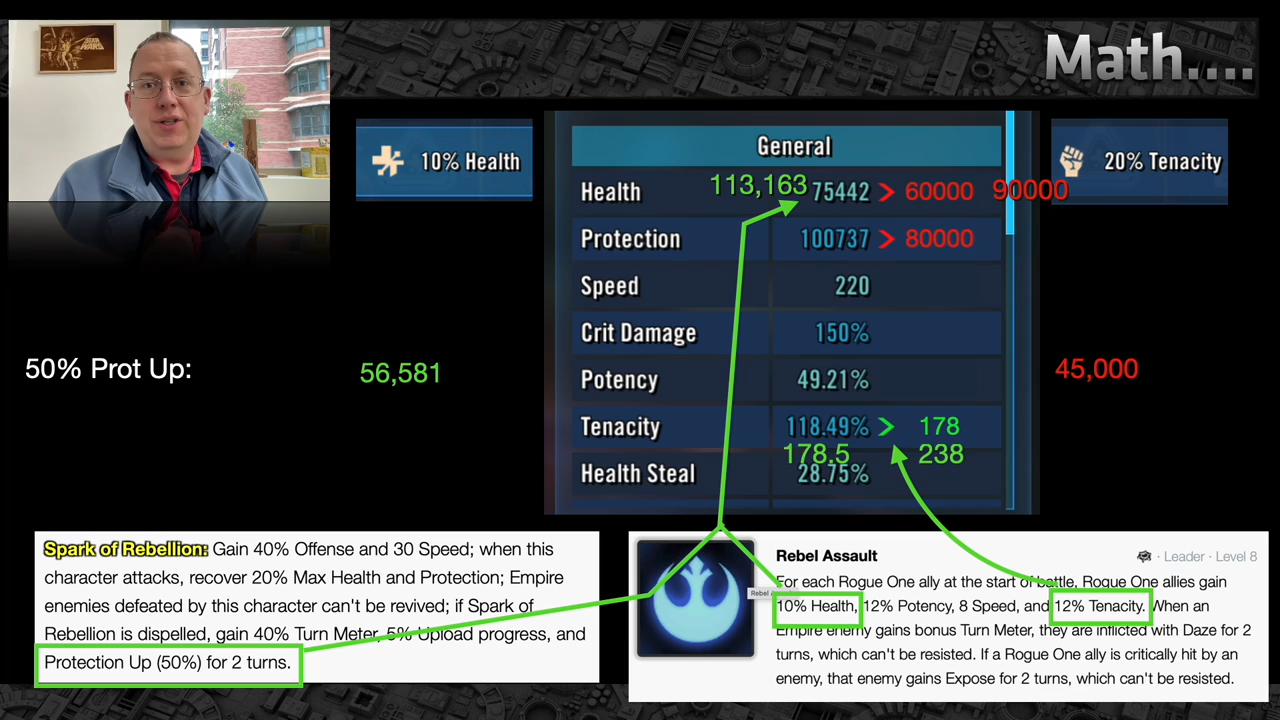 STAR WARS
Math....
10% Health
General
20% Tenacity
Health 113,163 75442 > 60000 90000
Protection 100737 > 80000
Speed 220
Crit Damage 150%
50% Prot Up: 56,581
45,000
Potency 49.21%
Tenacity 118.49% > 178
178.5 238
Health Steal 28.75%
Spark of Rebellion: Gain 40% Offense and 30 Speed; when this
character attacks, recover 20% Max Health and Protection; Empire
enemies defeated by this character can't be revived; if Spark of
Rebellion is dispelled, gain 40% Turn Meter, 5% Upload progress, and
Protection Up (50%) for 2 turns.
Rebel Assault · Leader · Level 8
For each Rogue One ally at the start of battle, Rogue One allies gain
10% Health, 12% Potency, 8 Speed, and 12% Tenacity. When an
Empire enemy gains bonus Turn Meter, they are inflicted with Daze for 2
turns, which can't be resisted. If a Rogue One ally is critically hit by an
enemy, that enemy gains Expose for 2 turns, which can't be resisted.